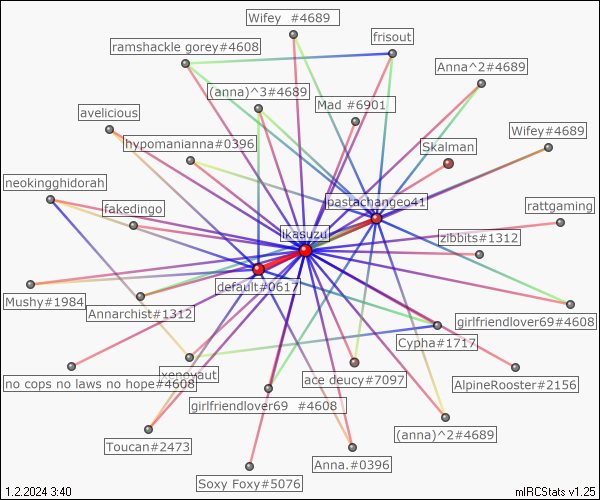 Wifey  #4689
frisout
ramshackle gorey#4608
Anna^2#4689
(anna)^3#4689
Mad #6901
avelicious
Wifey#4689
hypomanianna#0396
Skalman
neokingghidorah
pastachangeo41
rattgaming
fakedingo
ikasuzu
zibbits#1312
default#0617
Mushy#1984
Annarchist#1312
girlfriendlover69#4608
Cypha#1717
xenoyaut
no cops no laws no hope#4608
ace deucy#7097
AlpineRooster#2156
girlfriendlover69  #4608
(anna)^2#4689
Toucan#2473
Anna.#0396
Soxy Foxy#5076
1.2.2024 3:40
mIRCStats v1.25